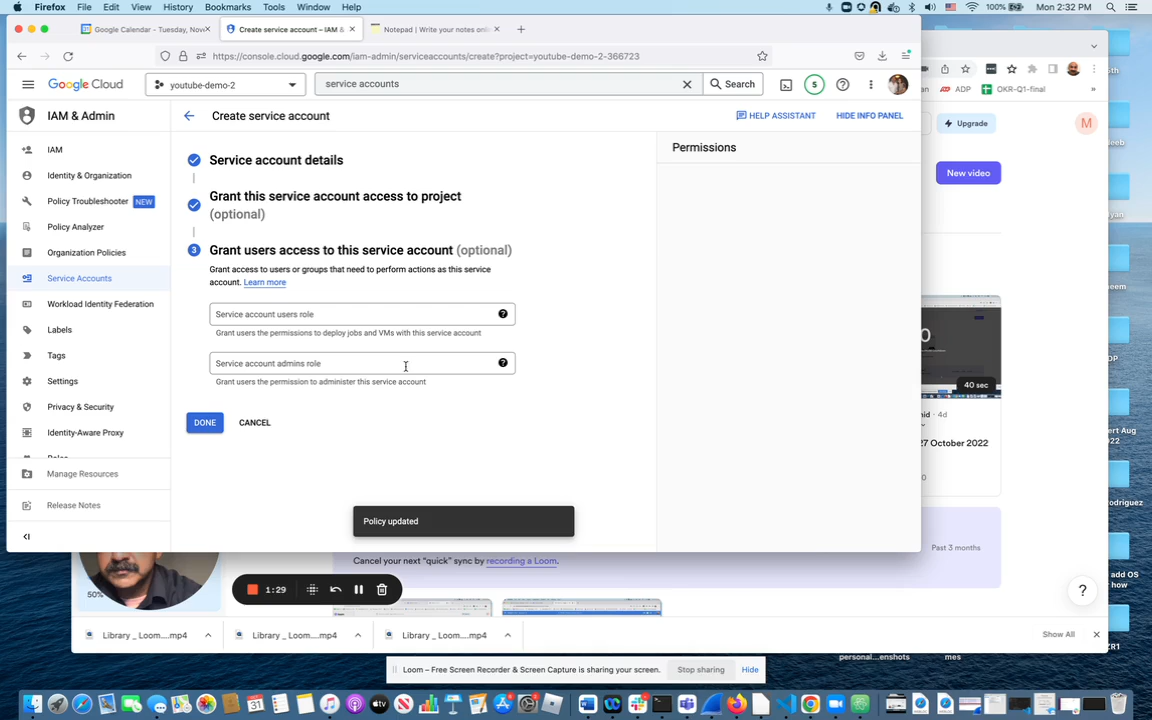 Firefox File Edit View History Bookmarks Tools Window Help
100% Mon 2:32 PM
Google Calendar - Tuesday, Nov
Create service account – IAM &
Notepad | Write your notes onlin
https://console.cloud.google.com/iam-admin/serviceaccounts/create?project=youtube-demo-2-366723
ADP OKR-Q1-final
Google Cloud youtube-demo-2 service accounts Search 5
IAM & Admin
Create service account
HELP ASSISTANT
HIDE INFO PANEL
Upgrade
M
IAM
Identity & Organization
Policy Troubleshooter NEW
Policy Analyzer
Organization Policies
Service Accounts
Workload Identity Federation
Labels
Tags
Settings
Privacy & Security
Identity-Aware Proxy
Manage Resources
Release Notes
Service account details
Grant this service account access to project
(optional)
3 Grant users access to this service account (optional)
Grant access to users or groups that need to perform actions as this service
account. Learn more
Service account users role
Grant users the permissions to deploy jobs and VMs with this service account
Service account admins role
Grant users the permission to administer this service account
DONE CANCEL
Policy updated
Permissions
New video
40 sec
4d
27 October 2022
Past 3 months
Cancel your next “quick” sync by recording a Loom.
50%
1:29
Library _ Loom....mp4
Library _ Loom....mp4
Library _ Loom....mp4
Show All
Loom – Free Screen Recorder & Screen Capture is sharing your screen.
Stop sharing
Hide
personal...enshots
mes
?